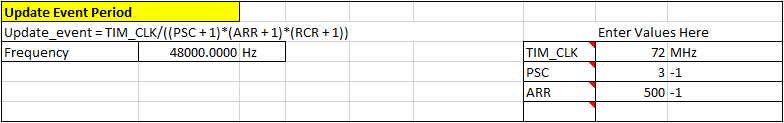 Update Event Period
Update_event = TIM_CLK/((PSC + 1)*(ARR + 1)*(RCR + 1)) Enter Values Here
Frequency 48000.0000 Hz TIM_CLK 72 MHz
PSC 3 -1
ARR 500 -1